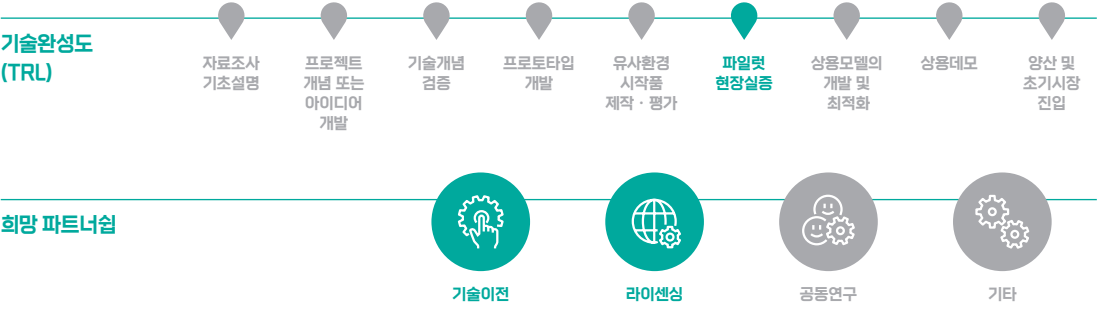 기술완성도
(TRL)
자료조사
기초설명
프로젝트
개념 또는
아이디어
개발
기술개념
검증
프로토타입
개발
유사환경
시작품
제작 · 평가
파일럿
현장실증
상용모델의
개발 및
최적화
상용데모
양산 및
초기시장
진입
희망 파트너쉽
기술이전
라이센싱
공동연구
기타